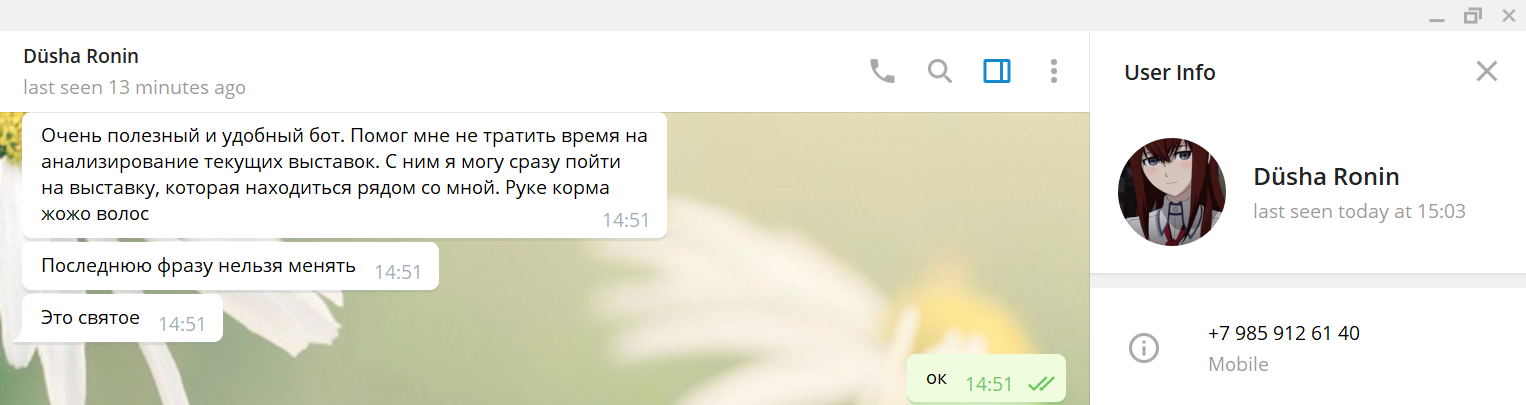 Düsha Ronin
last seen 13 minutes ago
Очень полезный и удобный бот. Помог мне не тратить время на
анализирование текущих выставок. С ним я могу сразу пойти
на выставку, которая находиться рядом со мной. Руке корма
жожо волос
14:51
Последнюю фразу нельзя менять 14:51
Это святое 14:51
ок 14:51
User Info
Düsha Ronin
last seen today at 15:03
+7 985 912 61 40
Mobile